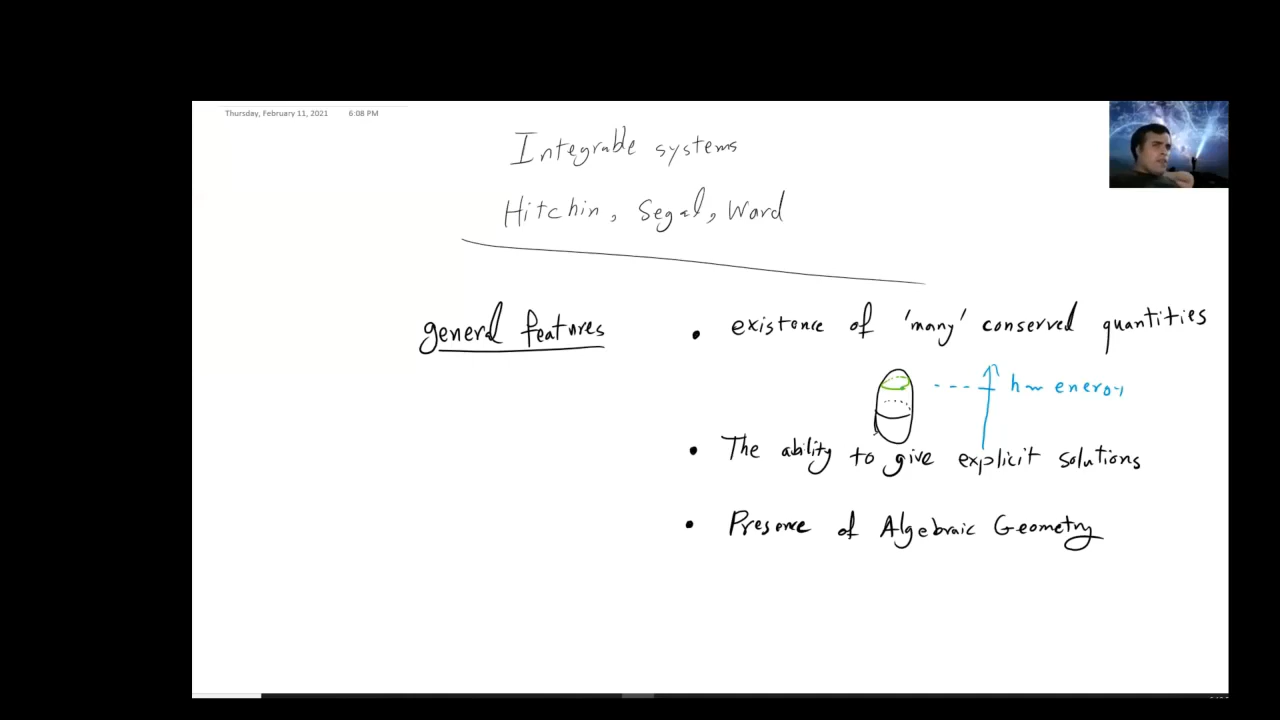 Thursday, February 11, 2021 6:08 PM
Integrable systems
Hitchin, Segal, Ward
general features
• existence of 'many' conserved quantities
h ~ energy
• The ability to give explicit solutions
• Presence of Algebraic Geometry